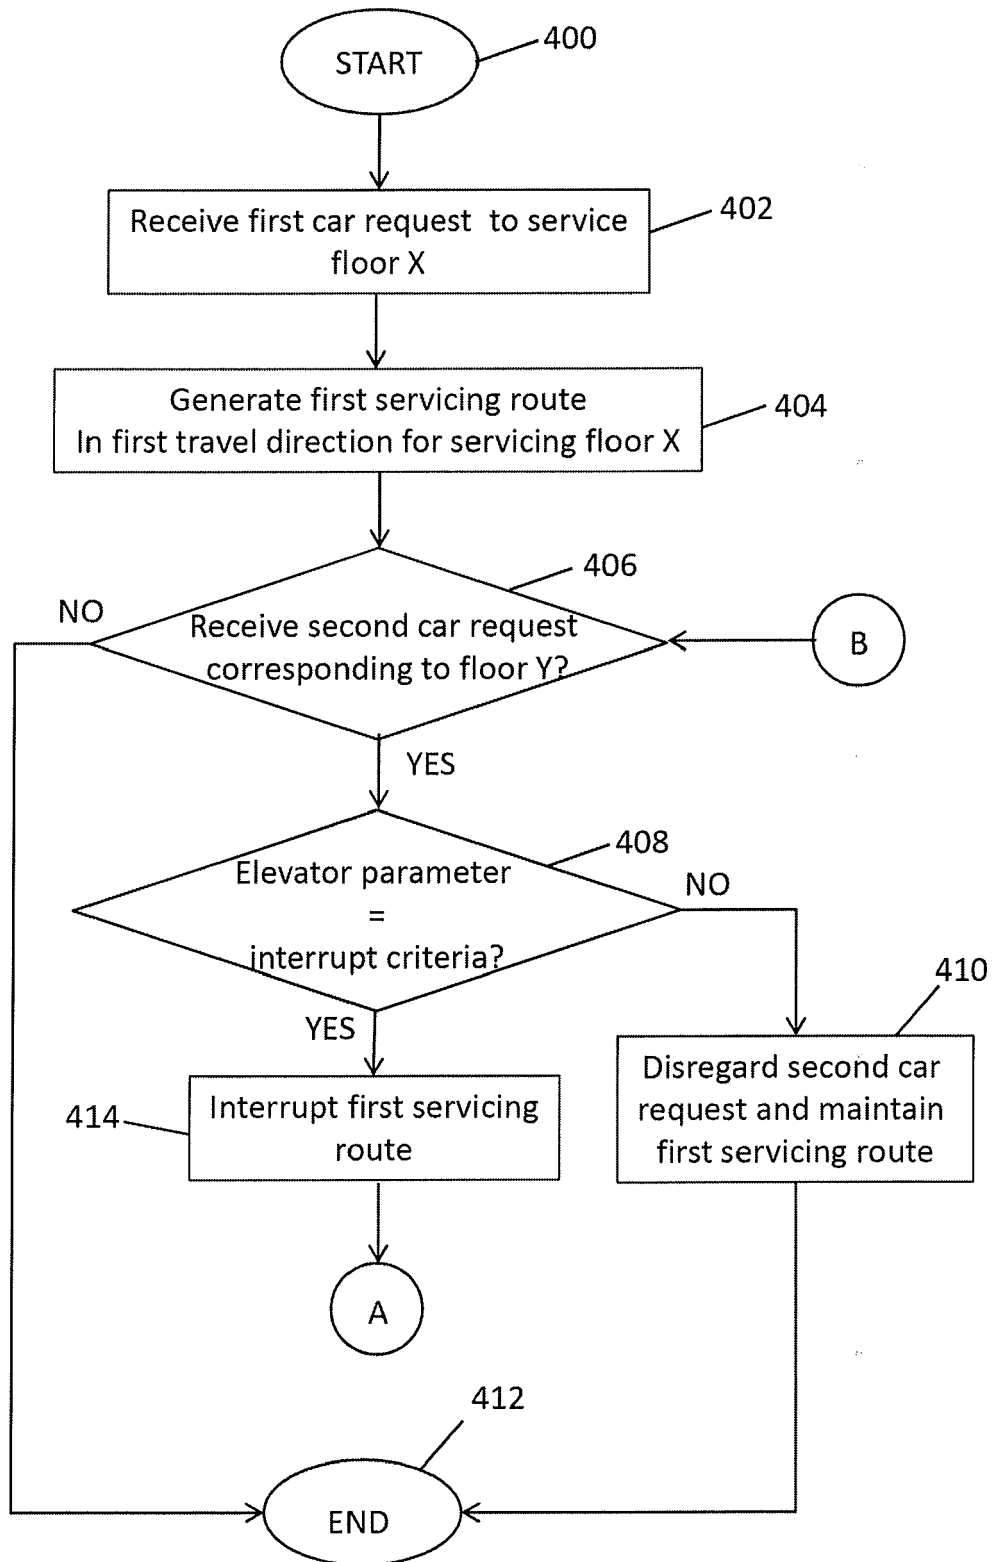 START
400
Receive first car request to service
floor X
402
Generate first servicing route
In first travel direction for servicing floor X
404
406
NO
Receive second car request
corresponding to floor Y?
B
YES
408
Elevator parameter
=
interrupt criteria?
NO
410
YES
Interrupt first servicing
route
414
Disregard second car
request and maintain
first servicing route
A
412
END